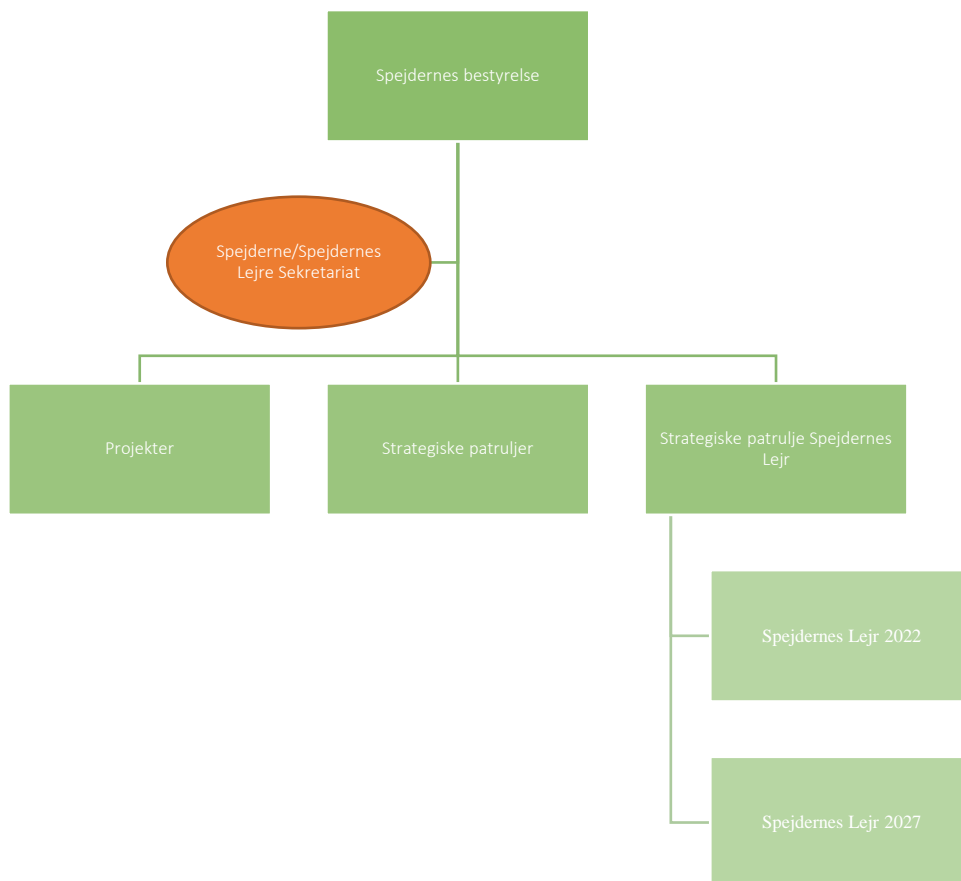 Spejdernes bestyrelse
Spejderne/Spejdernes
Lejre Sekretariat
Projekter
Strategiske patruljer
Strategiske patrulje Spejdernes
Lejr
Spejdernes Lejr 2022
Spejdernes Lejr 2027